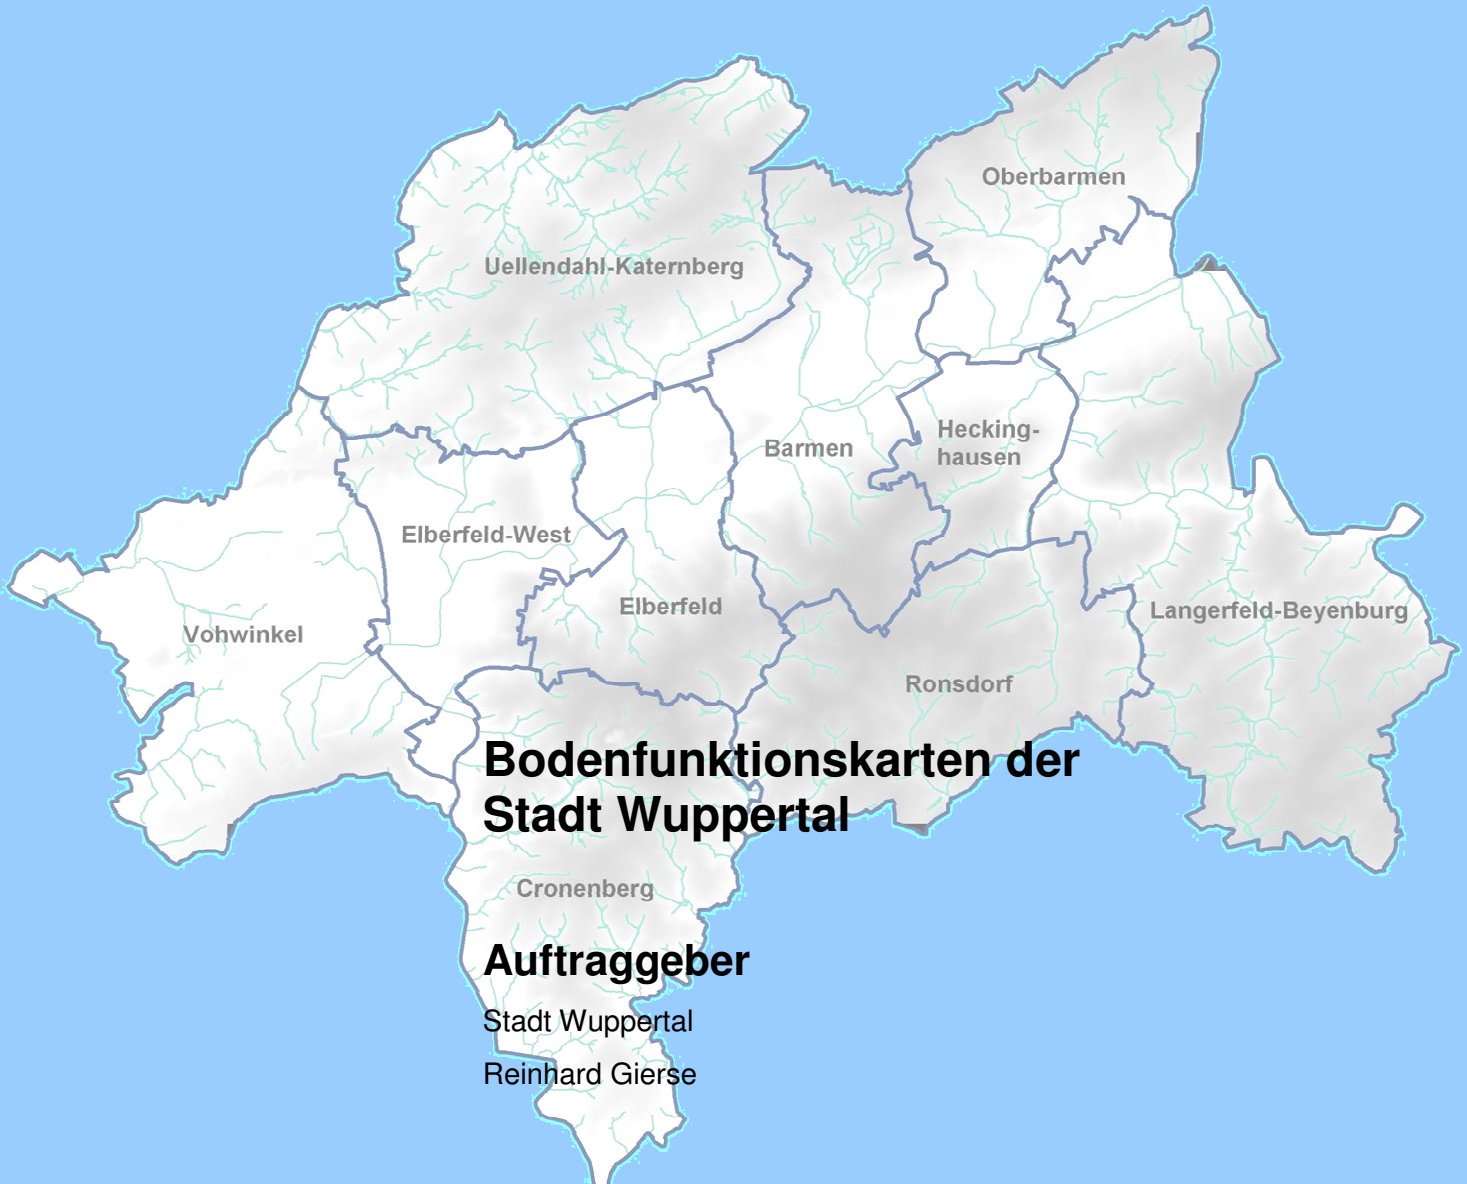 Oberbarmen
Uellendahl-Katernberg
Hecking-
hausen
Barmen
Elberfeld-West
Elberfeld
Langerfeld-Beyenburg
Vohwinkel
Ronsdorf
Bodenfunktionskarten der
Stadt Wuppertal
Cronenberg
Auftraggeber
Stadt Wuppertal
Reinhard Gierse